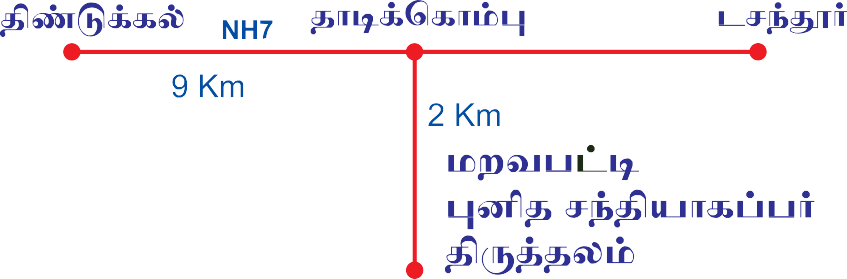 திண்டுக்கல்
NH7
தாடிக்கொம்பு
டசந்தூர்
9 Km
2 Km
மறவபட்டி
புனித சந்தியாகப்பர்
திருத்தலம்